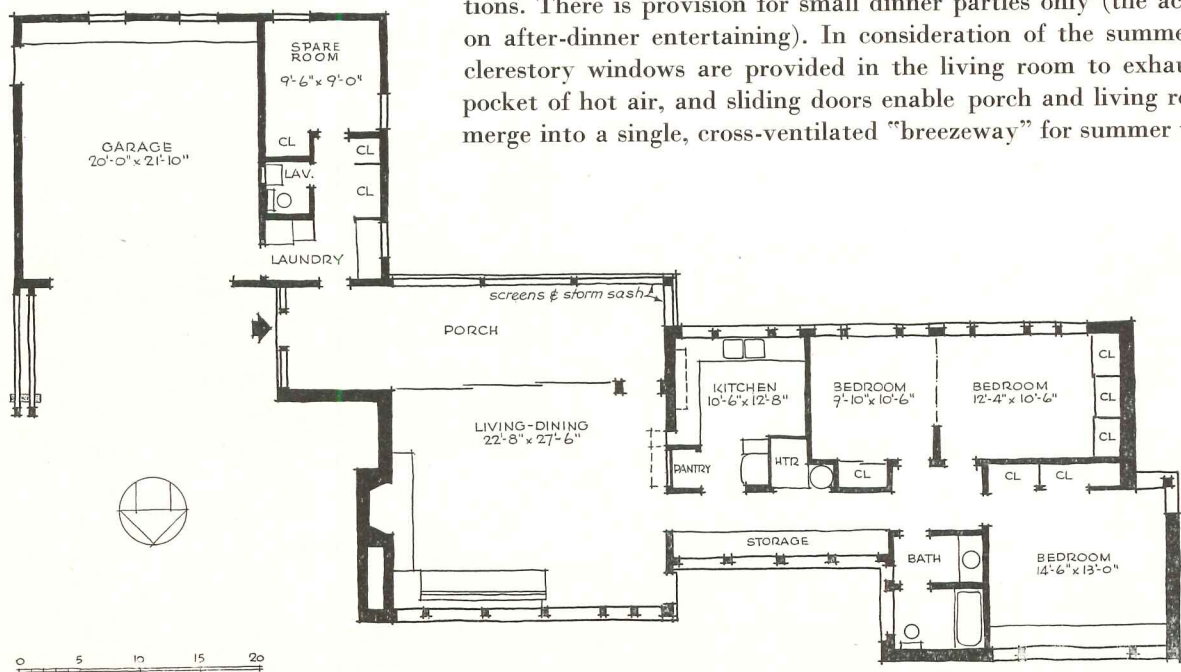 tions. There is provision for small dinner parties only (the ac
on after-dinner entertaining). In consideration of the summe
clerestory windows are provided in the living room to exhau
pocket of hot air, and sliding doors enable porch and living ro
merge into a single, cross-ventilated "breezeway" for summer
SPARE
ROOM
9'-6" x 9'-0"
GARAGE
20'-0" x 21'-10"
CL
CL
LAV.
CL
LAUNDRY
screens & storm sash
PORCH
KITCHEN
10'-6" x 12'-8"
BEDROOM
9'-10" x 10'-6"
BEDROOM
12'-4" x 10'-6"
CL
CL
CL
LIVING-DINING
22'-8" x 27'-6"
PANTRY
HTR
CL
CL
CL
STORAGE
BATH
BEDROOM
14'-6" x 13'-0"
0 5 10 15 20